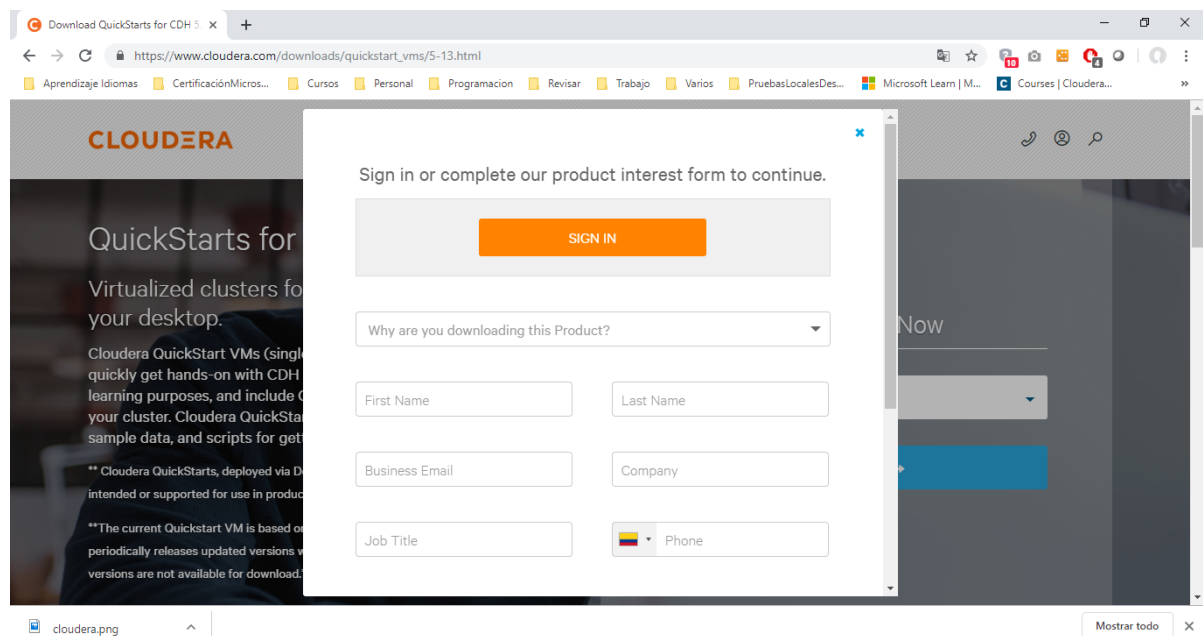 Download QuickStarts for CDH 5.
https://www.cloudera.com/downloads/quickstart_vms/5-13.html
10
4
Aprendizaje Idiomas CertificaciónMicros... Cursos Personal Programacion Revisar Trabajo Varios PruebasLocalesDes... Microsoft Learn | M... C Courses | Cloudera... »
CLOUDERA
QuickStarts for
Virtualized clusters fo
your desktop.
Cloudera QuickStart VMs (single
quickly get hands-on with CDH
learning purposes, and include C
your cluster. Cloudera QuickStar
sample data, and scripts for gett
** Cloudera QuickStarts, deployed via Do
intended or supported for use in produc
**The current Quickstart VM is based on
periodically releases updated versions w
versions are not available for download.*
Sign in or complete our product interest form to continue.
SIGN IN
Why are you downloading this Product?
First Name Last Name
Business Email Company
Job Title Phone
Now
cloudera.png
Mostrar todo